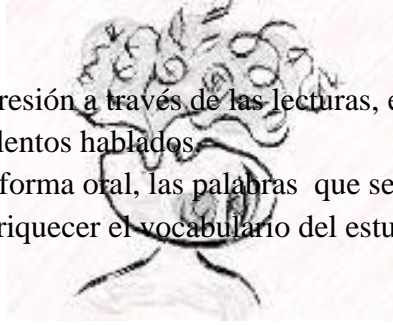 resión a través de las lecturas, e
lentos hablados.
forma oral, las palabras que se
riquecer el vocabulario del estu